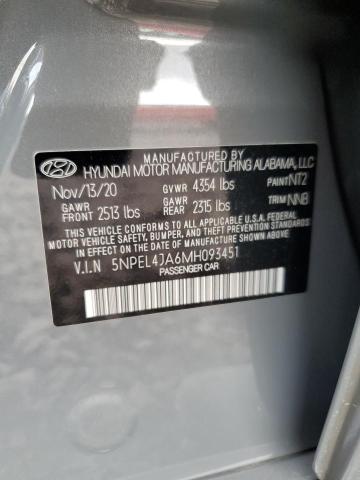 MANUFACTURED BY
HYUNDAI MOTOR MANUFACTURING ALABAMA, LLC
Nov/13/20 GVWR 4354 lbs PAINT NT2
GAWR FRONT 2513 lbs GAWR REAR 2315 lbs TRIM NNB
V.I.N 5NPEL4JA6MH093451
PASSENGER CAR
THIS VEHICLE CONFORMS TO ALL APPLICABLE
U.S. FEDERAL MOTOR VEHICLE SAFETY,
BUMPER, AND THEFT PREVENTION STANDARDS
IN EFFECT ON THE DATE OF
MANUFACTURE SHOWN ABOVE.